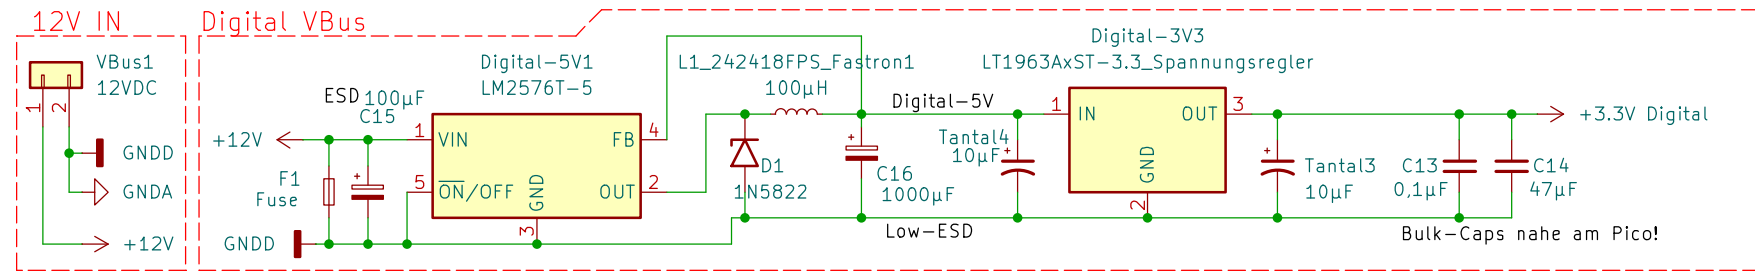 12V IN
VBus1
12VDC
1
2
GNDD
GNDA
+12V
Digital VBus
+12V
ESD
100µF
C15
F1
Fuse
GNDD
Digital-5V1
LM2576T-5
1
VIN
5
ON/OFF
GND
3
FB
4
OUT
2
L1_242418FPS_Fastron1
100µH
D1
1N5822
+
C16
1000µF
Digital-5V
Low-ESD
Tantal4
10µF
+
Digital-3V3
LT1963AxST-3.3_Spannungsregler
1
IN
OUT
3
GND
2
+
Tantal3
10µF
C13
0,1µF
C14
47µF
+3.3V Digital
Bulk-Caps nahe am Pico!